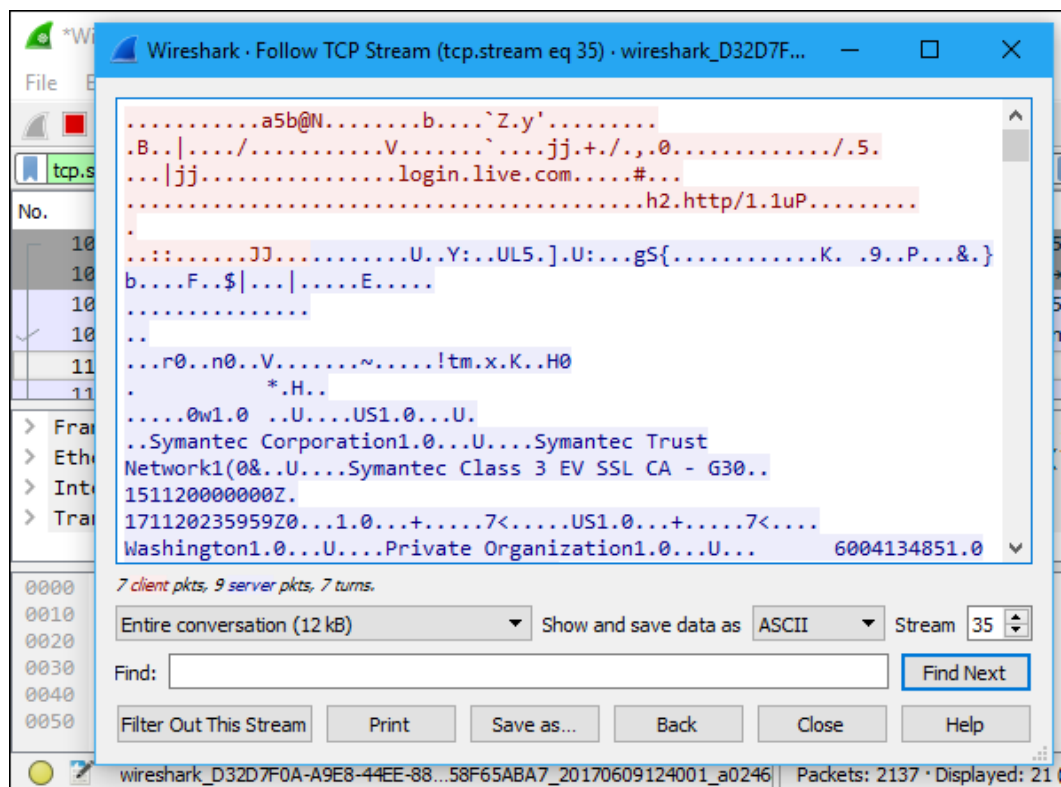 *Wi
Wireshark · Follow TCP Stream (tcp.stream eq 35) · wireshark_D32D7F...
File E
tcp.s
No.
10
10
10
10
11
11
...........a5b@N........b....`Z.y'.........
.B..|..../...........V.......`....jj.+./.,.0............./.5.
...|jj................login.live.com.....#...
...........................................h2.http/1.1uP.........
.
..::......JJ...........U..Y:..UL5.].U:...gS{............K. .9..P...&.}
b....F..$|...|.....E.....
...............
..
...r0..n0..V.......~.....!tm.x.K..H0
. *.H..
.....0w1.0 ..U....US1.0...U.
..Symantec Corporation1.0...U....Symantec Trust
Network1(0&..U....Symantec Class 3 EV SSL CA - G30..
151120000000Z.
171120235959Z0...1.0...+.....7<.....US1.0...+.....7<....
Washington1.0...U....Private Organization1.0...U... 6004134851.0
Fra
Eth
Int
Tra
7 client pkts, 9 server pkts, 7 turns.
0000
0010
0020
0030
0040
0050
Entire conversation (12 kB) Show and save data as ASCII Stream 35
Find: Find Next
Filter Out This Stream Print Save as... Back Close Help
wireshark_D32D7F0A-A9E8-44EE-88...58F65ABA7_20170609124001_a0246 Packets: 2137 · Displayed: 21 (